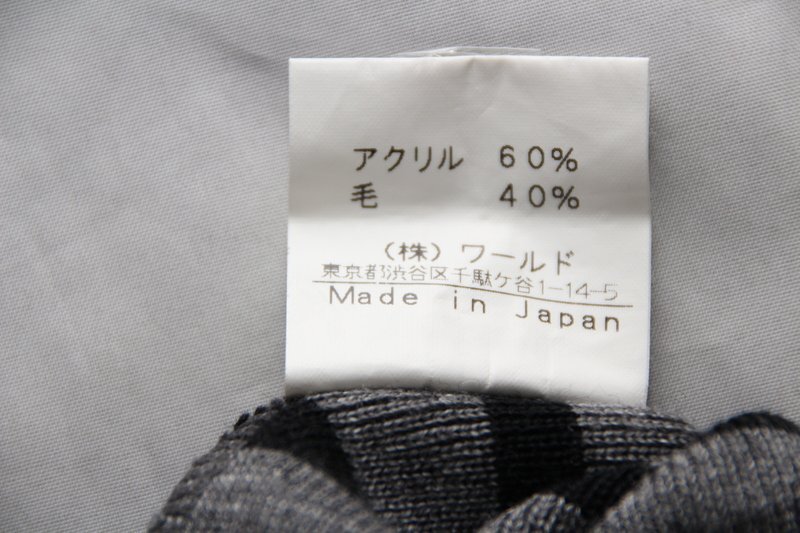 アクリル 60%
毛 40%
(株)ワールド
東京都渋谷区千駄ケ谷1-14-5
Made in Japan